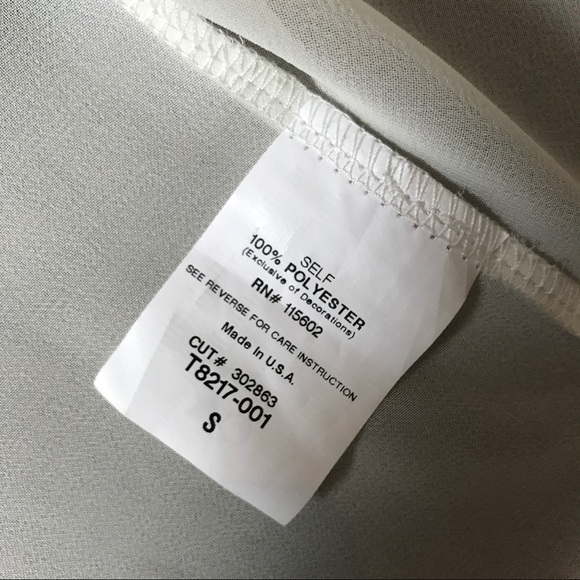 SELF
100% POLYESTER
(Exclusive of Decorations)
RN# 115602
SEE REVERSE FOR CARE INSTRUCTION
Made In U.S.A.
CUT# 302863
T8217-001
S